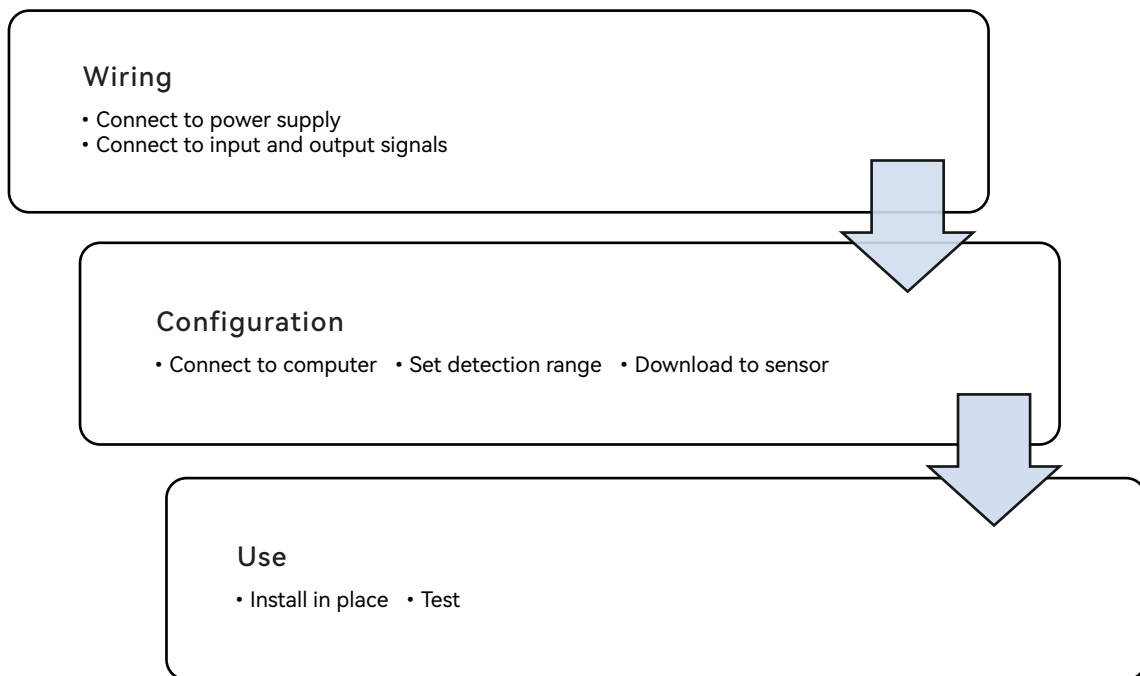 Wiring
• Connect to power supply
• Connect to input and output signals
Configuration
• Connect to computer • Set detection range • Download to sensor
Use
• Install in place • Test